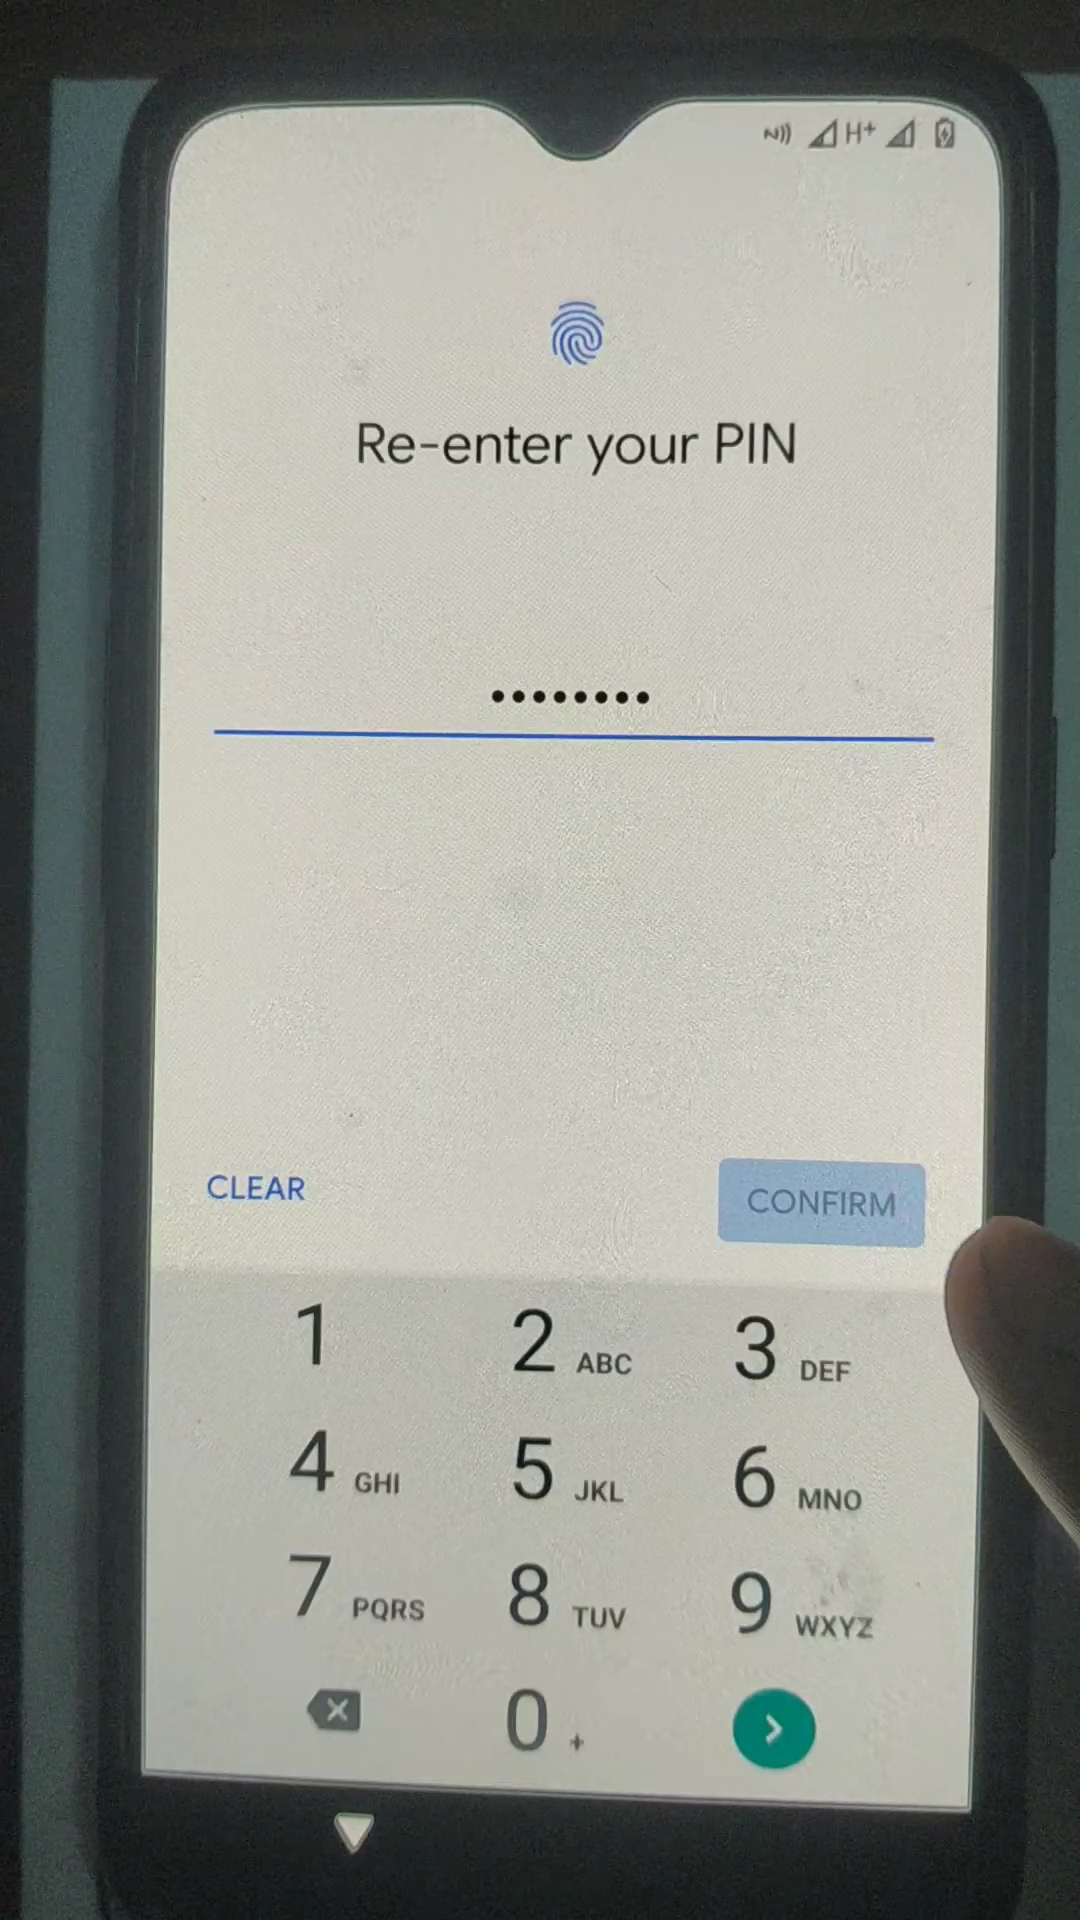 H+
Re-enter your PIN
••••••••
CLEAR
CONFIRM
1
2 ABC
3 DEF
4 GHI
5 JKL
6 MNO
7 PQRS
8 TUV
9 WXYZ
0 +